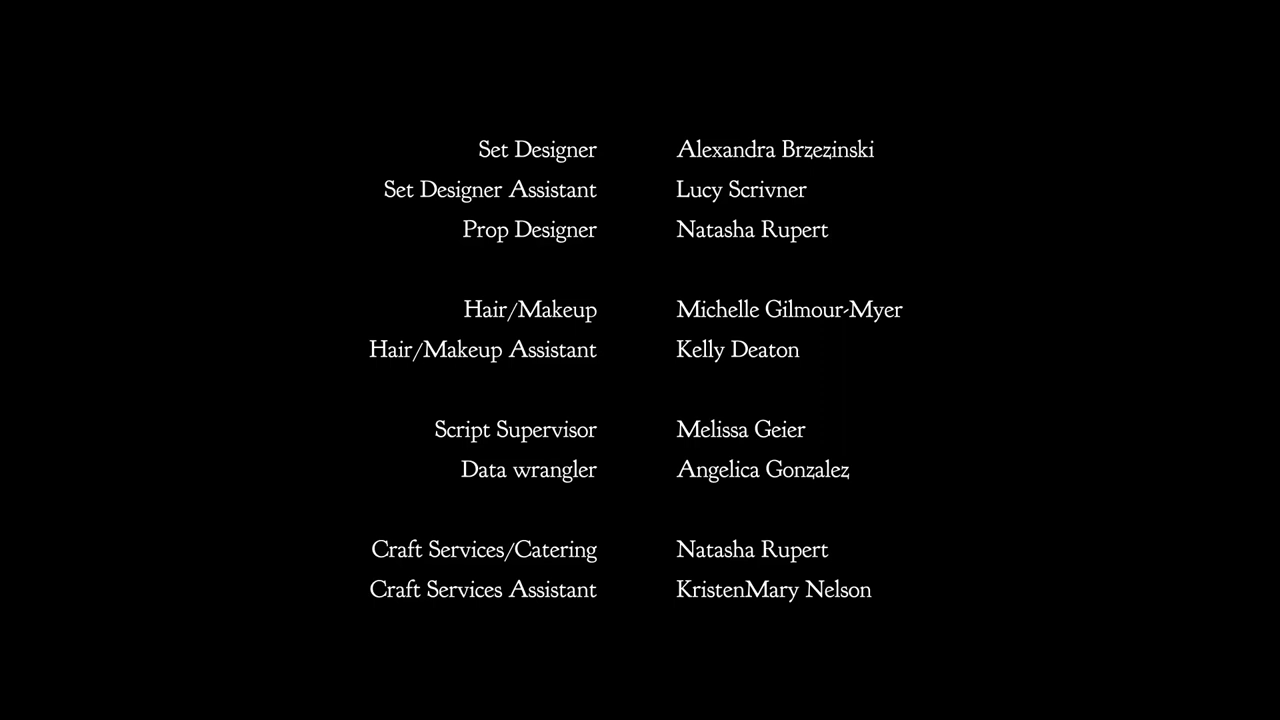 Set Designer Alexandra Brzezinski
Set Designer Assistant Lucy Scrivner
Prop Designer Natasha Rupert
Hair/Makeup Michelle Gilmour-Myer
Hair/Makeup Assistant Kelly Deaton
Script Supervisor Melissa Geier
Data wrangler Angelica Gonzalez
Craft Services/Catering Natasha Rupert
Craft Services Assistant KristenMary Nelson